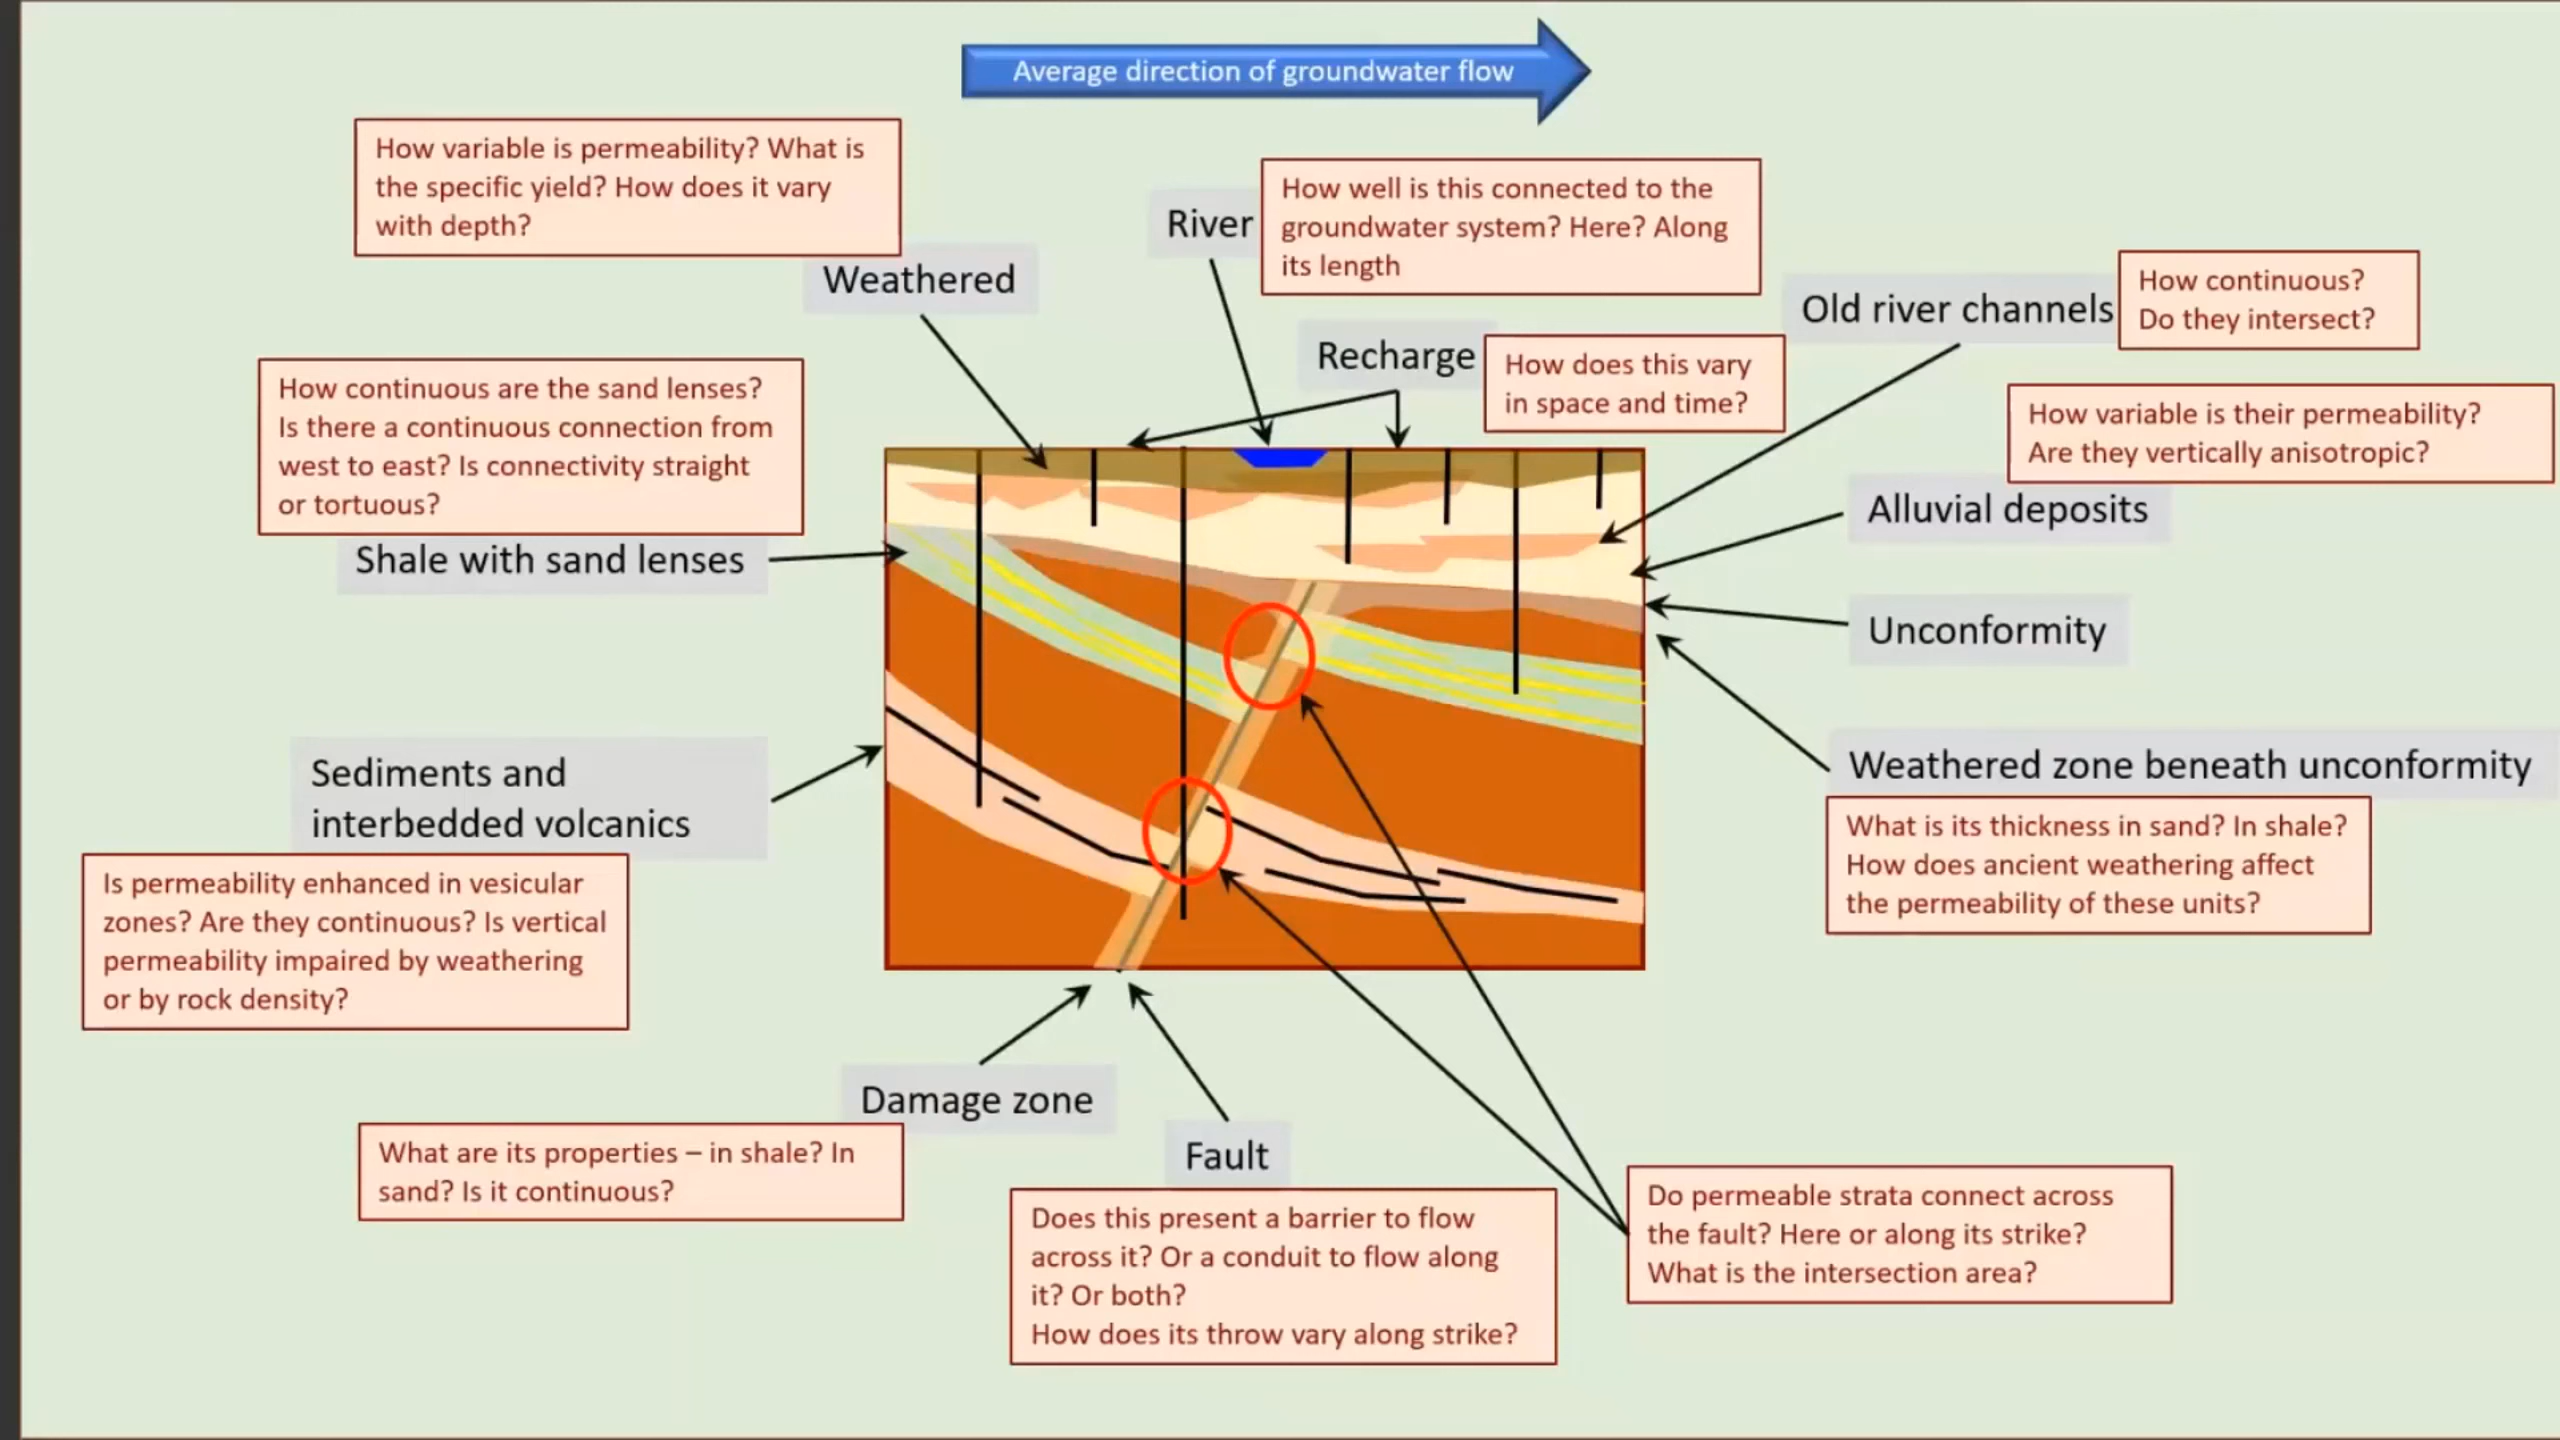 Average direction of groundwater flow
How variable is permeability? What is
the specific yield? How does it vary
with depth?
Weathered
River
How well is this connected to the
groundwater system? Here? Along
its length
Recharge
How does this vary
in space and time?
Old river channels
How continuous?
Do they intersect?
How variable is their permeability?
Are they vertically anisotropic?
Alluvial deposits
How continuous are the sand lenses?
Is there a continuous connection from
west to east? Is connectivity straight
or tortuous?
Shale with sand lenses
Unconformity
Weathered zone beneath unconformity
What is its thickness in sand? In shale?
How does ancient weathering affect
the permeability of these units?
Sediments and
interbedded volcanics
Is permeability enhanced in vesicular
zones? Are they continuous? Is vertical
permeability impaired by weathering
or by rock density?
Damage zone
What are its properties – in shale? In
sand? Is it continuous?
Fault
Does this present a barrier to flow
across it? Or a conduit to flow along
it? Or both?
How does its throw vary along strike?
Do permeable strata connect across
the fault? Here or along its strike?
What is the intersection area?